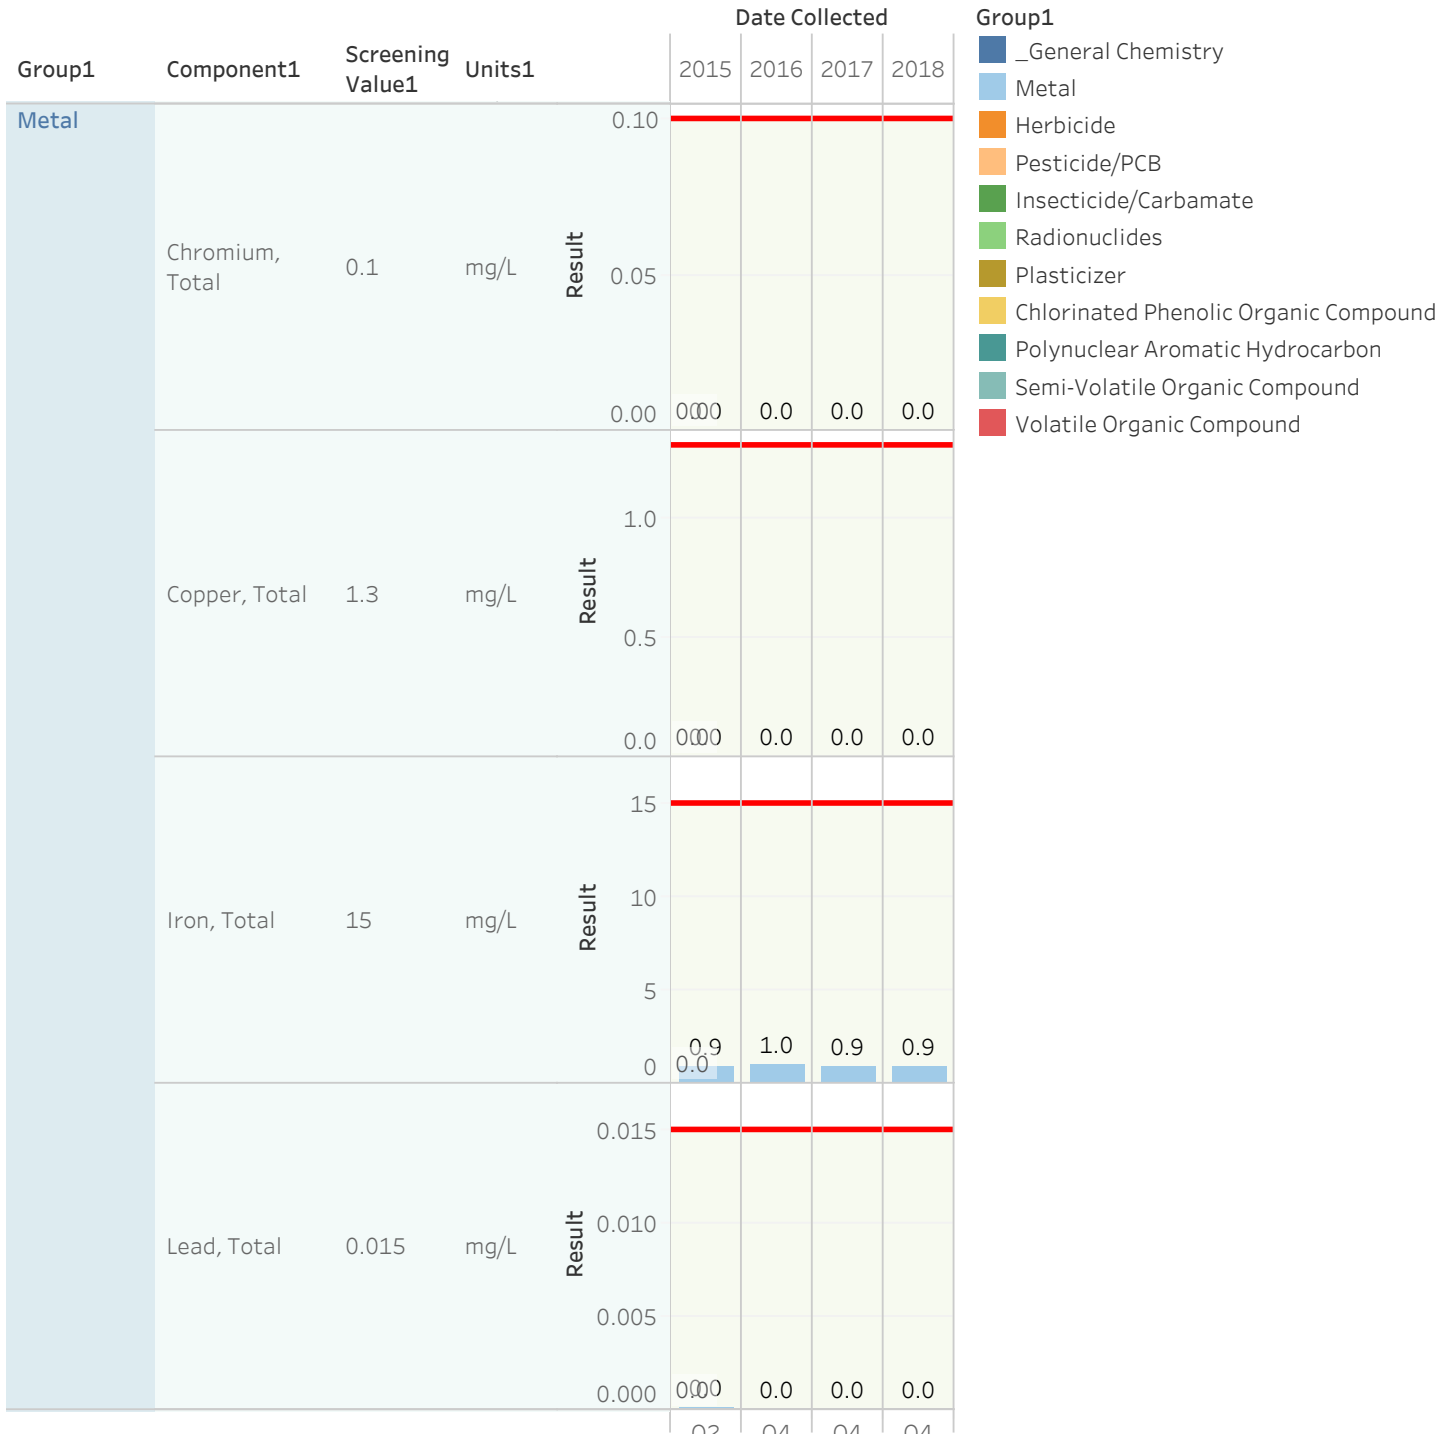 Date Collected
Group1 Component1 Screening Value1 Units1 2015 2016 2017 2018
Metal
Chromium, Total 0.1 mg/L Result
0.10
0.05
0.00
0.0 0.0 0.0
Copper, Total 1.3 mg/L Result
1.0
0.5
0.0
0.0 0.0 0.0
Iron, Total 15 mg/L Result
15
10
5
0
0.9 1.0 0.9 0.9
0.0
Lead, Total 0.015 mg/L Result
0.015
0.010
0.005
0.000
0.0 0.0 0.0
Group1
_General Chemistry
Metal
Herbicide
Pesticide/PCB
Insecticide/Carbamate
Radionuclides
Plasticizer
Chlorinated Phenolic Organic Compound
Polynuclear Aromatic Hydrocarbon
Semi-Volatile Organic Compound
Volatile Organic Compound